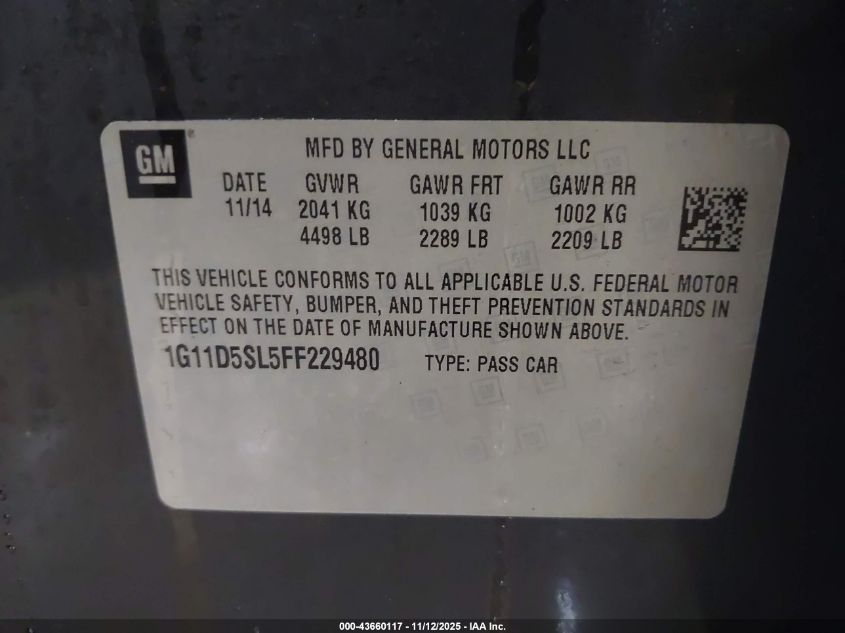 GM ®
MFD BY GENERAL MOTORS LLC
DATE GVWR GAWR FRT GAWR RR
11/14 2041 KG 1039 KG 1002 KG
4498 LB 2289 LB 2209 LB
THIS VEHICLE CONFORMS TO ALL APPLICABLE U.S. FEDERAL MOTOR
VEHICLE SAFETY, BUMPER, AND THEFT PREVENTION STANDARDS IN
EFFECT ON THE DATE OF MANUFACTURE SHOWN ABOVE.
1G11D5SL5FF229480 TYPE: PASS CAR
000-43660117 - 11/12/2025 - IAA Inc.